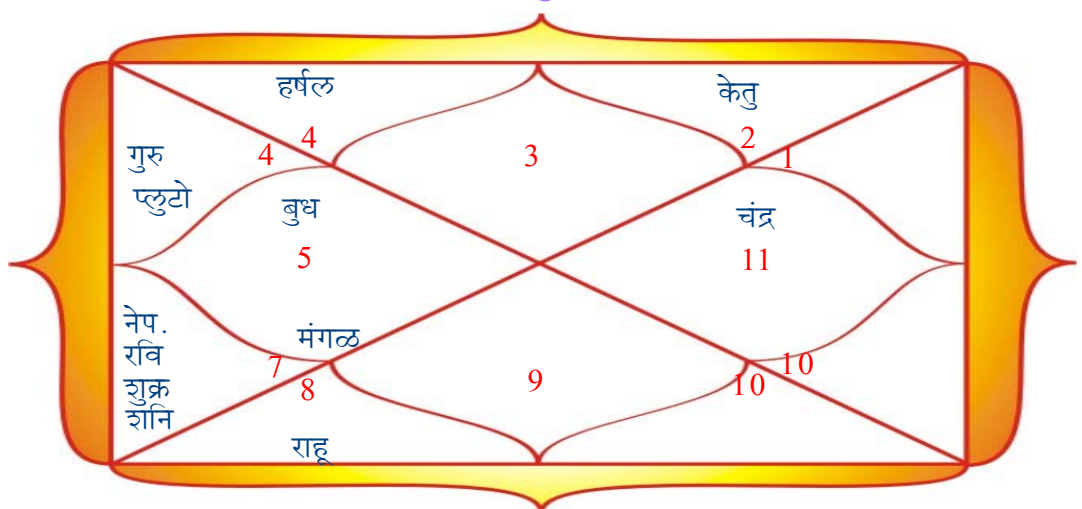 हर्षल
केतु
4
2
4
3
1
गुरु
प्लुटो
बुध
चंद्र
5
11
नेप.
रवि
शुक्र
शनि
मंगळ
7
8
9
10
10
राहू